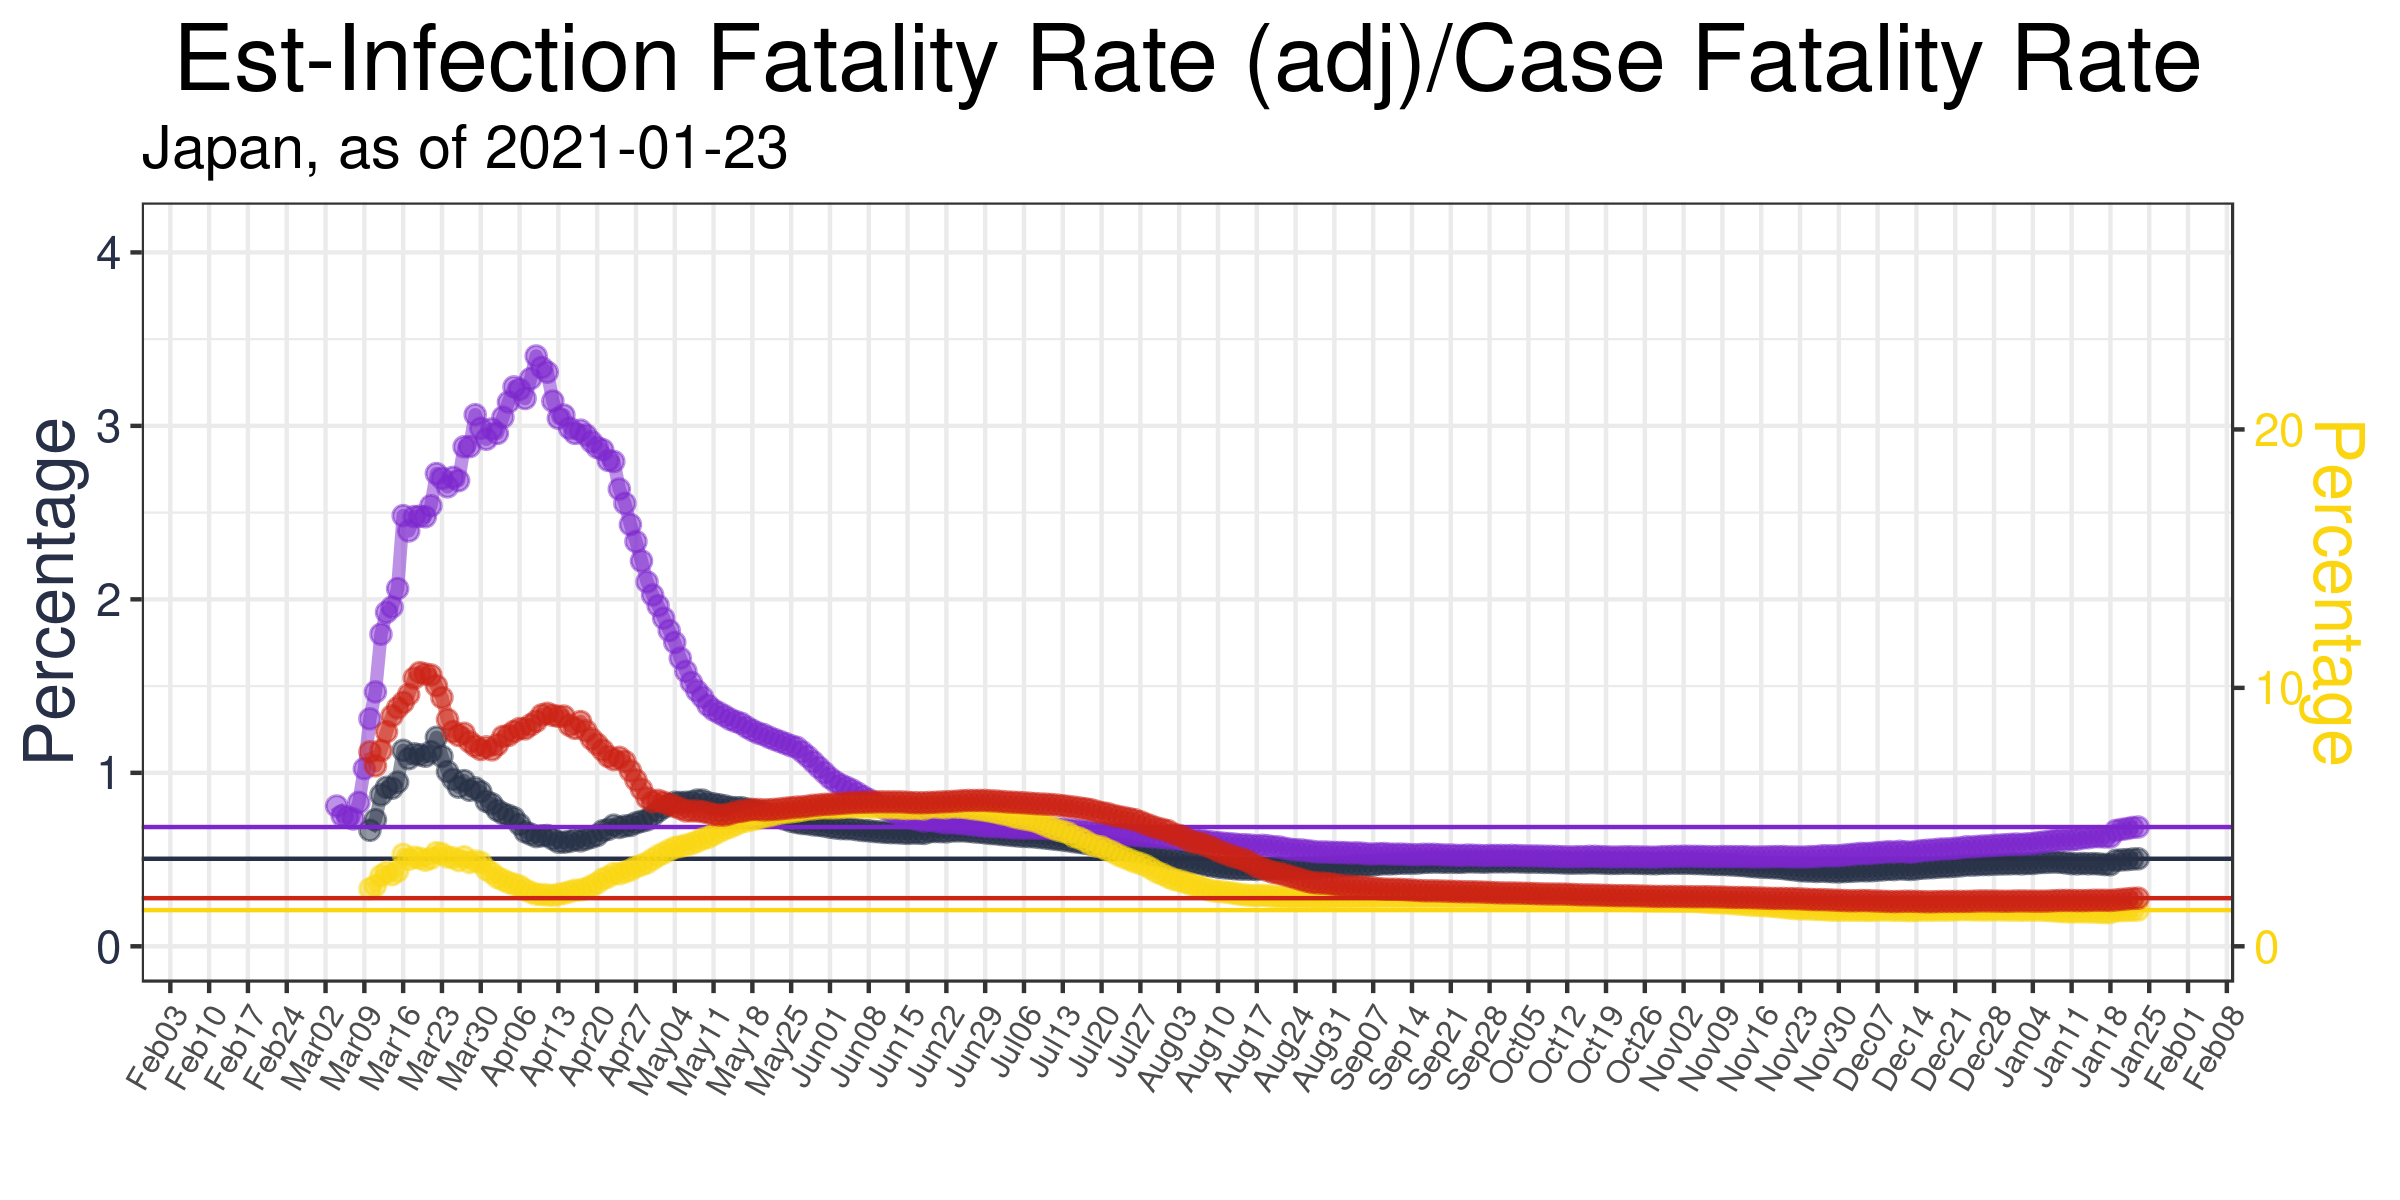 Est-Infection Fatality Rate (adj)/Case Fatality Rate
Japan, as of 2021-01-23
Percentage
4
3
2
1
0
20
10
0
Percentage
Feb03
Feb10
Feb17
Feb24
Mar02
Mar09
Mar16
Mar23
Mar30
Apr06
Apr13
Apr20
Apr27
May04
May11
May18
May25
Jun01
Jun08
Jun15
Jun22
Jun29
Jul06
Jul13
Jul20
Jul27
Aug03
Aug10
Aug17
Aug24
Aug31
Sep07
Sep14
Sep21
Sep28
Oct05
Oct12
Oct19
Oct26
Nov02
Nov09
Nov16
Nov23
Nov30
Dec07
Dec14
Dec21
Dec28
Jan04
Jan11
Jan18
Jan25
Feb01
Feb08